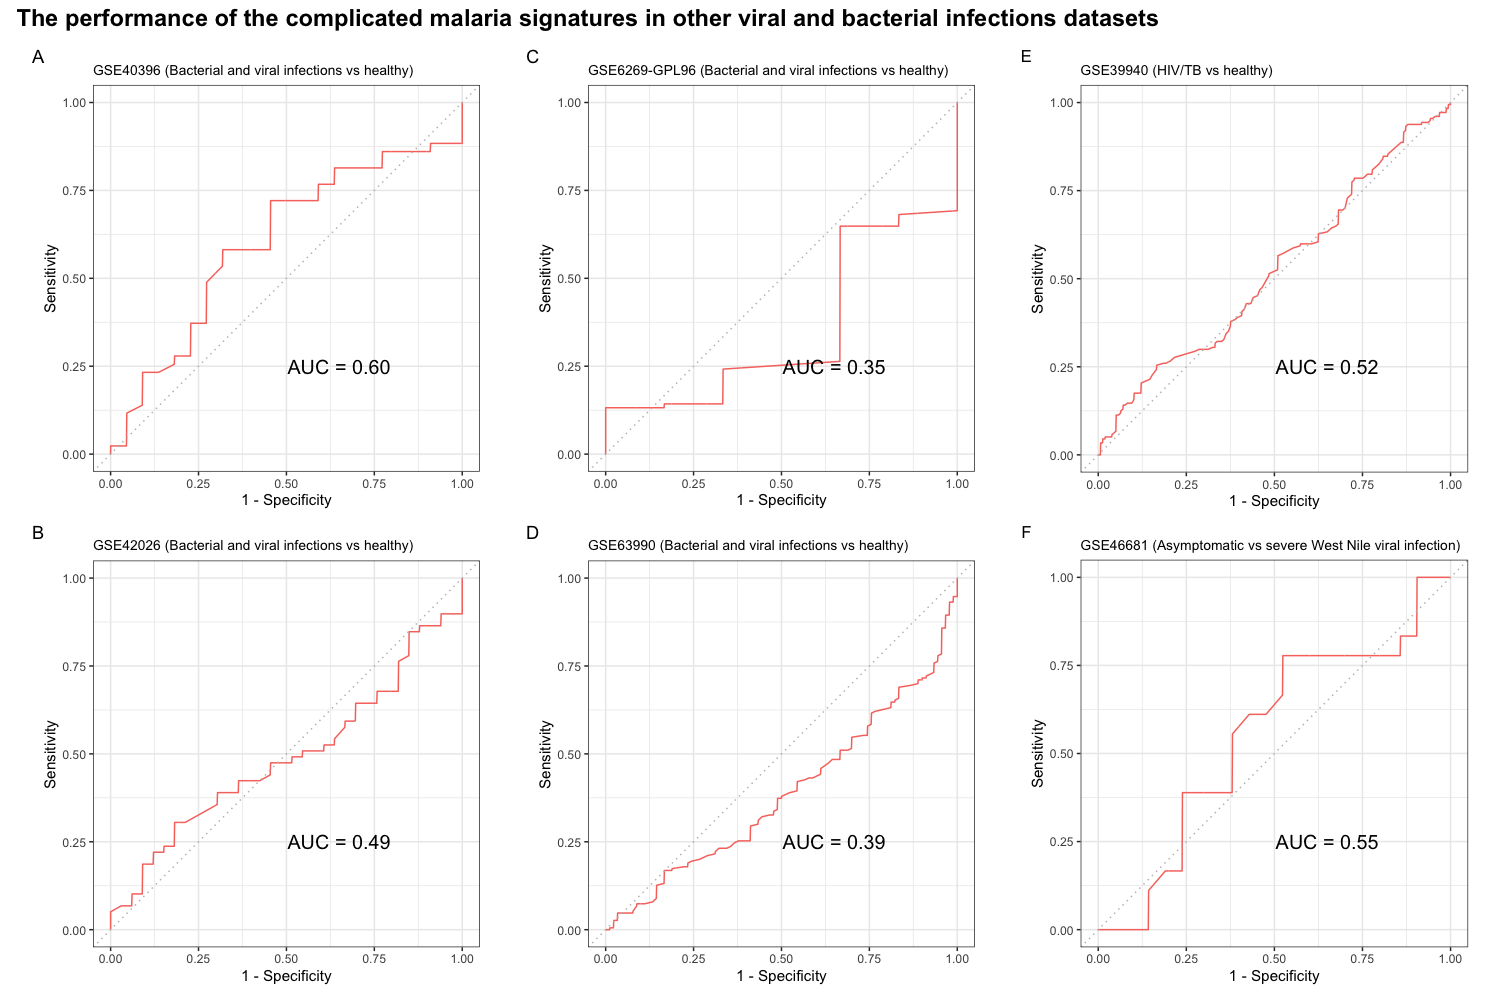 The performance of the complicated malaria signatures in other viral and bacterial infections datasets
A
GSE40396 (Bacterial and viral infections vs healthy)
1.00
0.75
0.50
0.25
0.00
Sensitivity
AUC = 0.60
0.00 0.25 0.50 0.75 1.00
1 - Specificity
C
GSE6269-GPL96 (Bacterial and viral infections vs healthy)
1.00
0.75
0.50
0.25
0.00
Sensitivity
AUC = 0.35
0.00 0.25 0.50 0.75 1.00
1 - Specificity
E
GSE39940 (HIV/TB vs healthy)
1.00
0.75
0.50
0.25
0.00
Sensitivity
AUC = 0.52
0.00 0.25 0.50 0.75 1.00
1 - Specificity
B
GSE42026 (Bacterial and viral infections vs healthy)
1.00
0.75
0.50
0.25
0.00
Sensitivity
AUC = 0.49
0.00 0.25 0.50 0.75 1.00
1 - Specificity
D
GSE63990 (Bacterial and viral infections vs healthy)
1.00
0.75
0.50
0.25
0.00
Sensitivity
AUC = 0.39
0.00 0.25 0.50 0.75 1.00
1 - Specificity
F
GSE46681 (Asymptomatic vs severe West Nile viral infection)
1.00
0.75
0.50
0.25
0.00
Sensitivity
AUC = 0.55
0.00 0.25 0.50 0.75 1.00
1 - Specificity